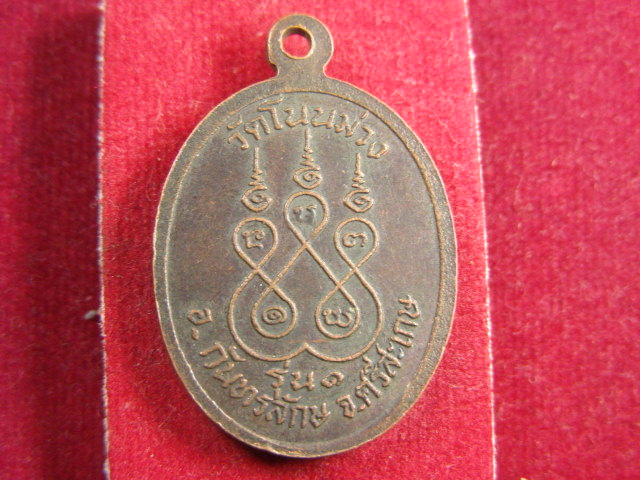 วัดโนนม่วง
รุ่น ๑
อ. กันทรลักษ จ.ศรีสะเกษ